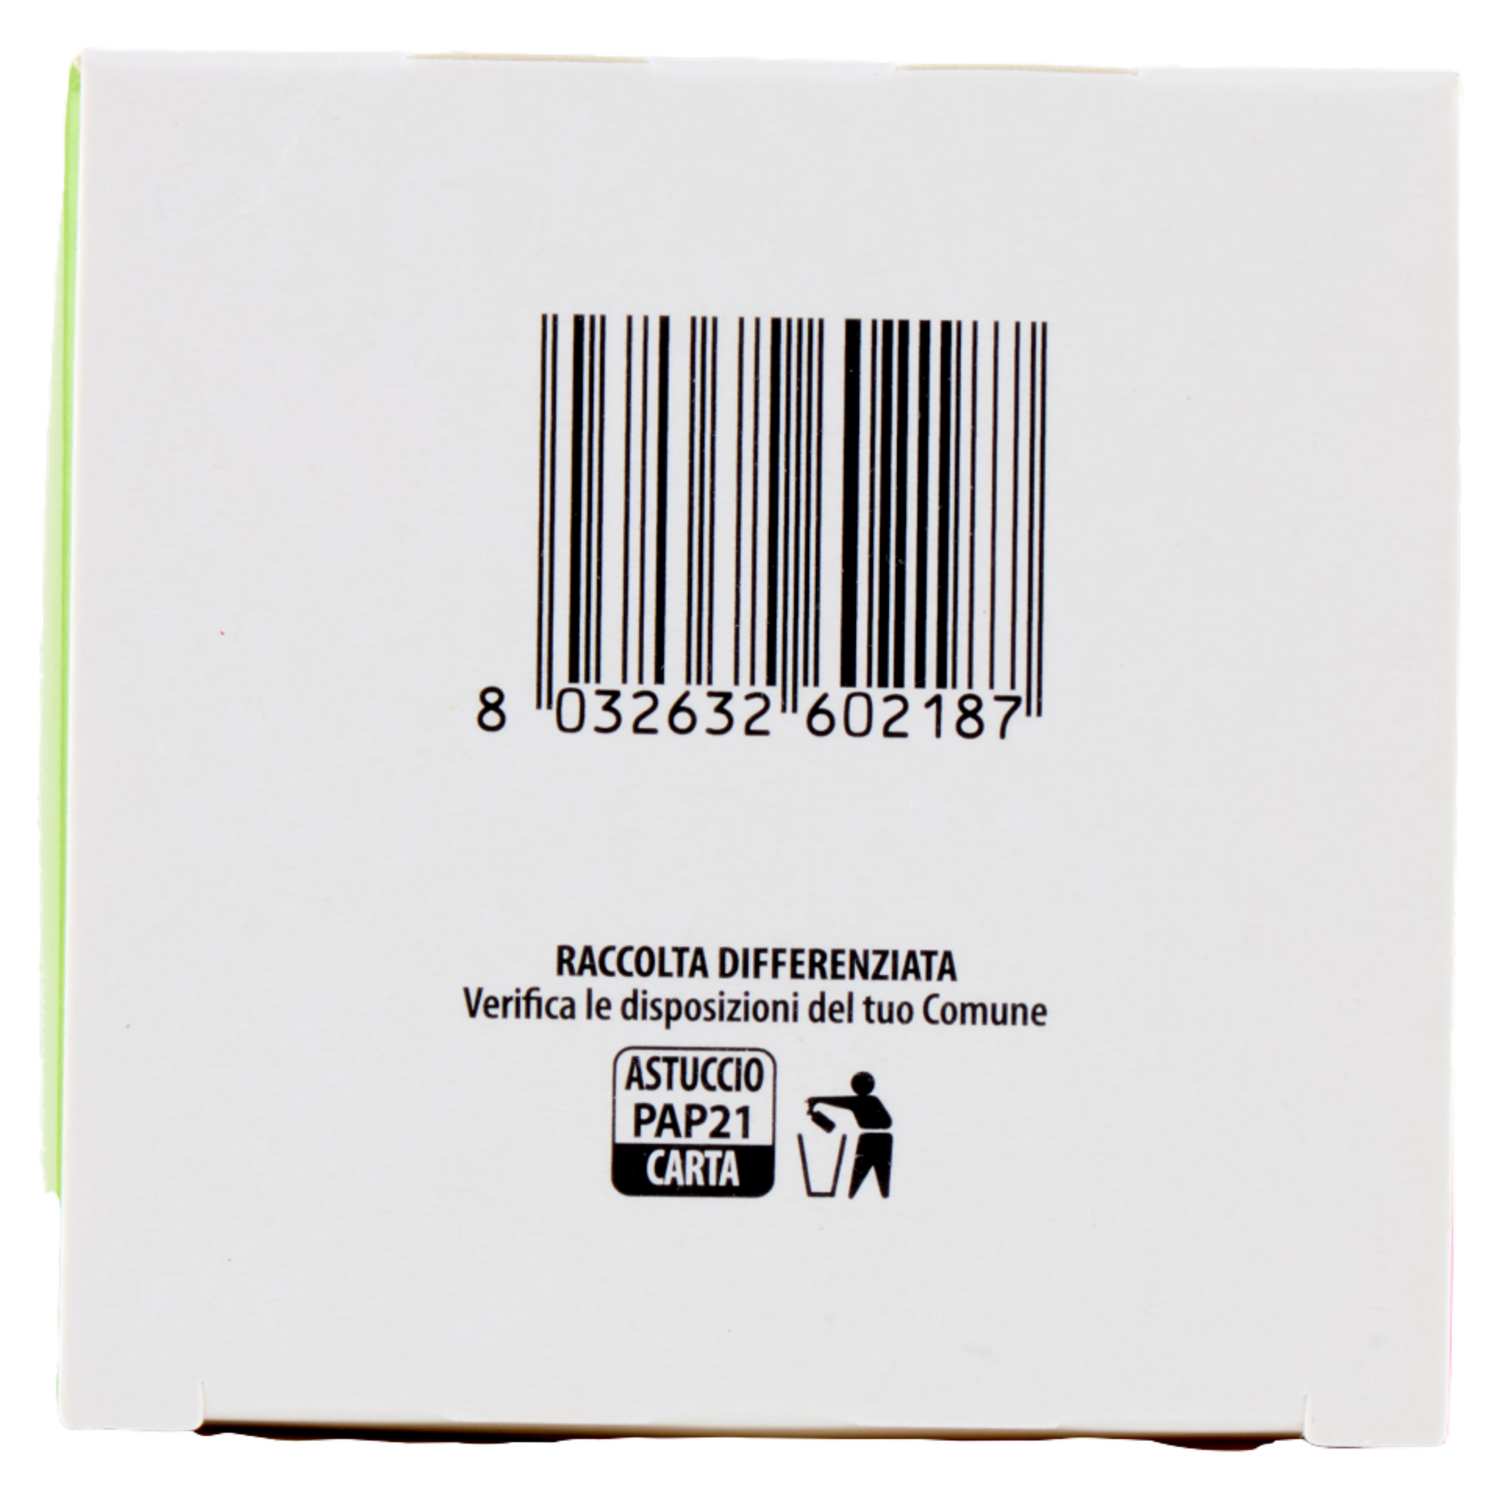 8 032632 602187
RACCOLTA DIFFERENZIATA
Verifica le disposizioni del tuo Comune
ASTUCCIO
PAP21
CARTA